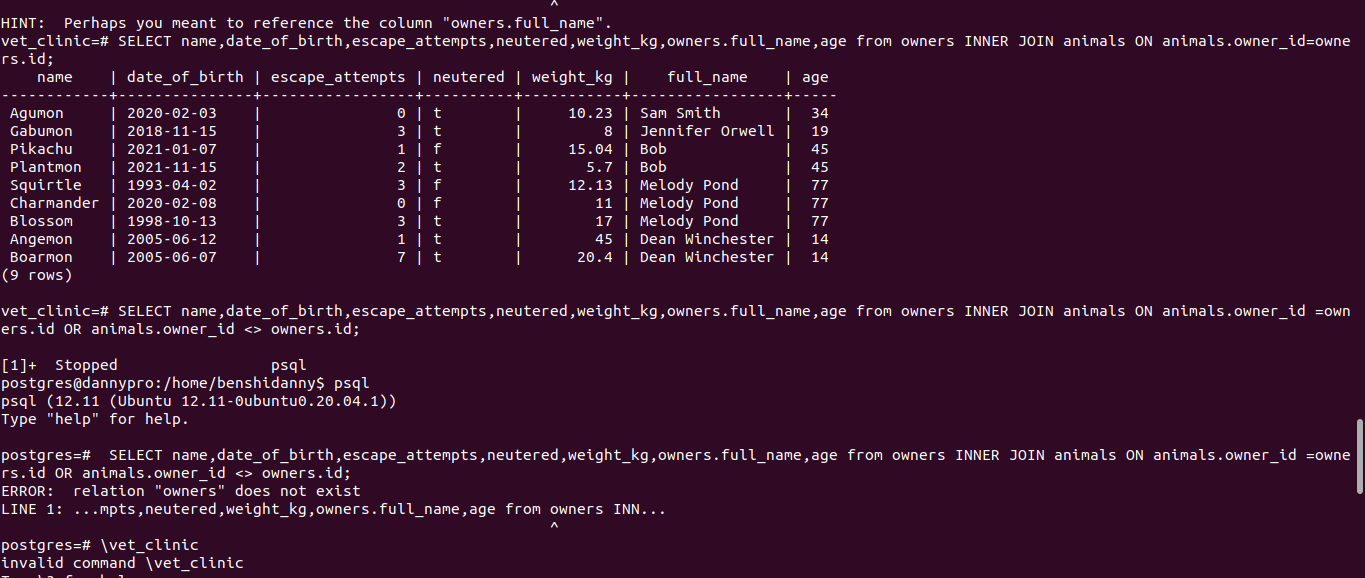 ^
HINT:  Perhaps you meant to reference the column "owners.full_name".
vet_clinic=# SELECT name,date_of_birth,escape_attempts,neutered,weight_kg,owners.full_name,age from owners INNER JOIN animals ON animals.owner_id=owne
rs.id;
    name    | date_of_birth | escape_attempts | neutered | weight_kg |    full_name    | age
------------+---------------+-----------------+----------+-----------+-----------------+-----
 Agumon     | 2020-02-03    |               0 | t        |     10.23 | Sam Smith       |  34
 Gabumon    | 2018-11-15    |               3 | t        |         8 | Jennifer Orwell |  19
 Pikachu    | 2021-01-07    |               1 | f        |     15.04 | Bob             |  45
 Plantmon   | 2021-11-15    |               2 | t        |       5.7 | Bob             |  45
 Squirtle   | 1993-04-02    |               3 | f        |     12.13 | Melody Pond     |  77
 Charmander | 2020-02-08    |               0 | f        |        11 | Melody Pond     |  77
 Blossom    | 1998-10-13    |               3 | t        |        17 | Melody Pond     |  77
 Angemon    | 2005-06-12    |               1 | t        |        45 | Dean Winchester |  14
 Boarmon    | 2005-06-07    |               7 | t        |      20.4 | Dean Winchester |  14
(9 rows)
vet_clinic=# SELECT name,date_of_birth,escape_attempts,neutered,weight_kg,owners.full_name,age from owners INNER JOIN animals ON animals.owner_id =own
ers.id OR animals.owner_id <> owners.id;
[1]+  Stopped                 psql
postgres@dannypro:/home/benshidanny$ psql
psql (12.11 (Ubuntu 12.11-0ubuntu0.20.04.1))
Type "help" for help.
postgres=#  SELECT name,date_of_birth,escape_attempts,neutered,weight_kg,owners.full_name,age from owners INNER JOIN animals ON animals.owner_id =owne
rs.id OR animals.owner_id <> owners.id;
ERROR:  relation "owners" does not exist
LINE 1: ...mpts,neutered,weight_kg,owners.full_name,age from owners INN...
^
postgres=# \vet_clinic
invalid command \vet_clinic